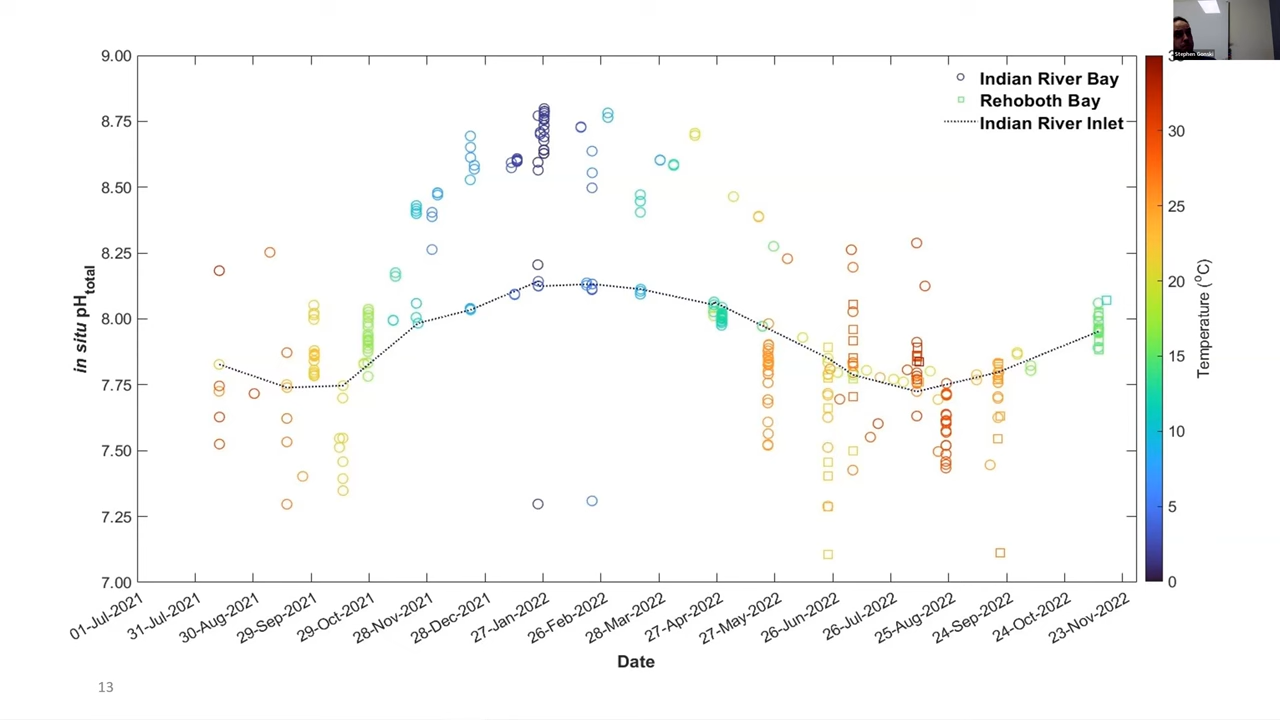 Stephen Gonski
9.00
8.75
8.50
8.25
8.00
7.75
7.50
7.25
7.00
in situ pHtotal
Indian River Bay
Rehoboth Bay
Indian River Inlet
30
25
20
15
10
5
0
Temperature (°C)
01-Jul-2021
31-Jul-2021
30-Aug-2021
29-Sep-2021
29-Oct-2021
28-Nov-2021
28-Dec-2021
27-Jan-2022
26-Feb-2022
28-Mar-2022
27-Apr-2022
27-May-2022
26-Jun-2022
26-Jul-2022
25-Aug-2022
24-Sep-2022
24-Oct-2022
23-Nov-2022
Date
13